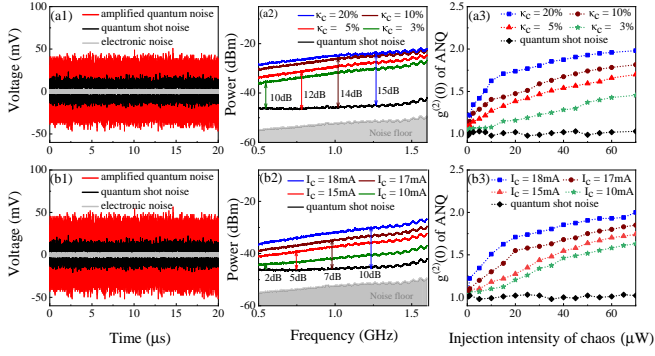 (a1)
amplified quantum noise
quantum shot noise
electronic noise
Voltage (mV)
100
50
0
-50
0 5 10 15 20
(a2)
κc = 20% κc = 10%
κc = 5% κc = 3%
quantum shot noise
Power (dBm)
-20
-40
-60
10dB
12dB
14dB
15dB
Noise floor
0.5 1.0 1.5
(a3)
κc = 20% κc = 10%
κc = 5% κc = 3%
quantum shot noise
g(2)(0) of ANQ
2.5
2.0
1.5
1.0
0 20 40 60
(b1)
amplified quantum noise
quantum shot noise
electronic noise
Voltage (mV)
100
50
0
-50
0 5 10 15 20
Time (μs)
(b2)
Ic = 18mA Ic = 17mA
Ic = 15mA Ic = 10mA
quantum shot noise
Power (dBm)
-20
-40
-60
2dB
5dB
7dB
10dB
Noise floor
0.5 1.0 1.5
Frequency (GHz)
(b3)
Ic = 18mA Ic = 17mA
Ic = 15mA Ic = 10mA
quantum shot noise
g(2)(0) of ANQ
2.5
2.0
1.5
1.0
0 20 40 60
Injection intensity of chaos (μW)